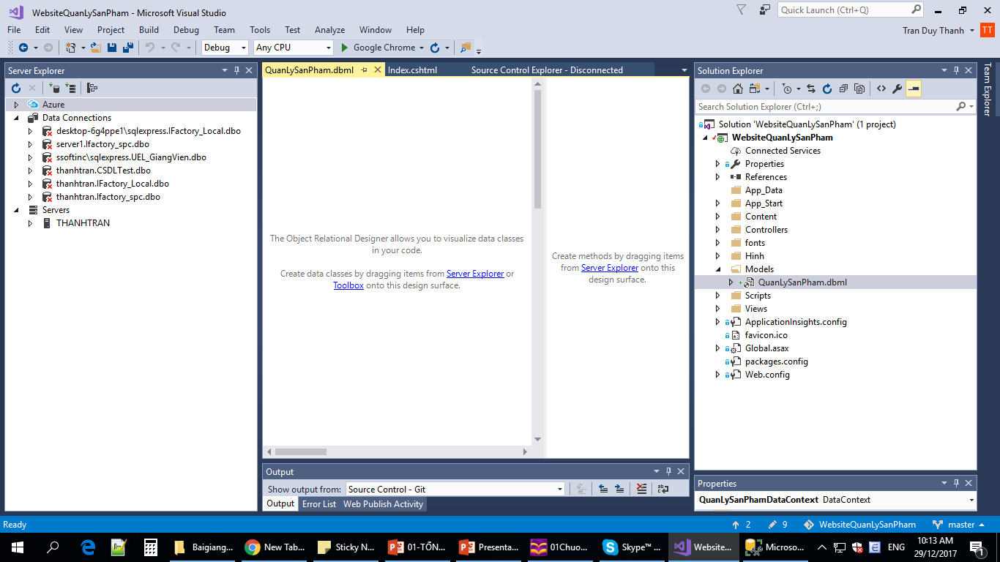 WebsiteQuanLySanPham - Microsoft Visual Studio
Quick Launch (Ctrl+Q)
File Edit View Project Build Debug Team Tools Test Analyze Window Help
Tran Duy Thanh
TT
Debug
Any CPU
Google Chrome
Server Explorer
Azure
Data Connections
desktop-6g4ppe1\sqlexpress.IFactory_Local.dbo
server1.Ifactory_spc.dbo
ssoftinc\sqlexpress.UEL_GiangVien.dbo
thanhtran.CSDLTest.dbo
thanhtran.IFactory_Local.dbo
thanhtran.Ifactory_spc.dbo
Servers
THANHTRAN
QuanLySanPham.dbml
Index.cshtml
Source Control Explorer - Disconnected
The Object Relational Designer allows you to visualize data classes
in your code.
Create data classes by dragging items from Server Explorer or
Toolbox onto this design surface.
Create methods by dragging items
from Server Explorer onto this
design surface.
Output
Show output from: Source Control - Git
Output Error List Web Publish Activity
Solution Explorer
Search Solution Explorer (Ctrl+;)
Solution 'WebsiteQuanLySanPham' (1 project)
WebsiteQuanLySanPham
Connected Services
Properties
References
App_Data
App_Start
Content
Controllers
fonts
Hinh
Models
QuanLySanPham.dbml
Scripts
Views
ApplicationInsights.config
favicon.ico
Global.asax
packages.config
Web.config
Properties
QuanLySanPhamDataContext DataContext
Team Explorer
Ready
2
9
WebsiteQuanLySanPham
master
Baigiang...
New Tab...
Sticky N...
01-TỔN...
Presenta...
01Chuo...
Skype™ ...
Website...
Microso...
ENG
10:13 AM
29/12/2017
1